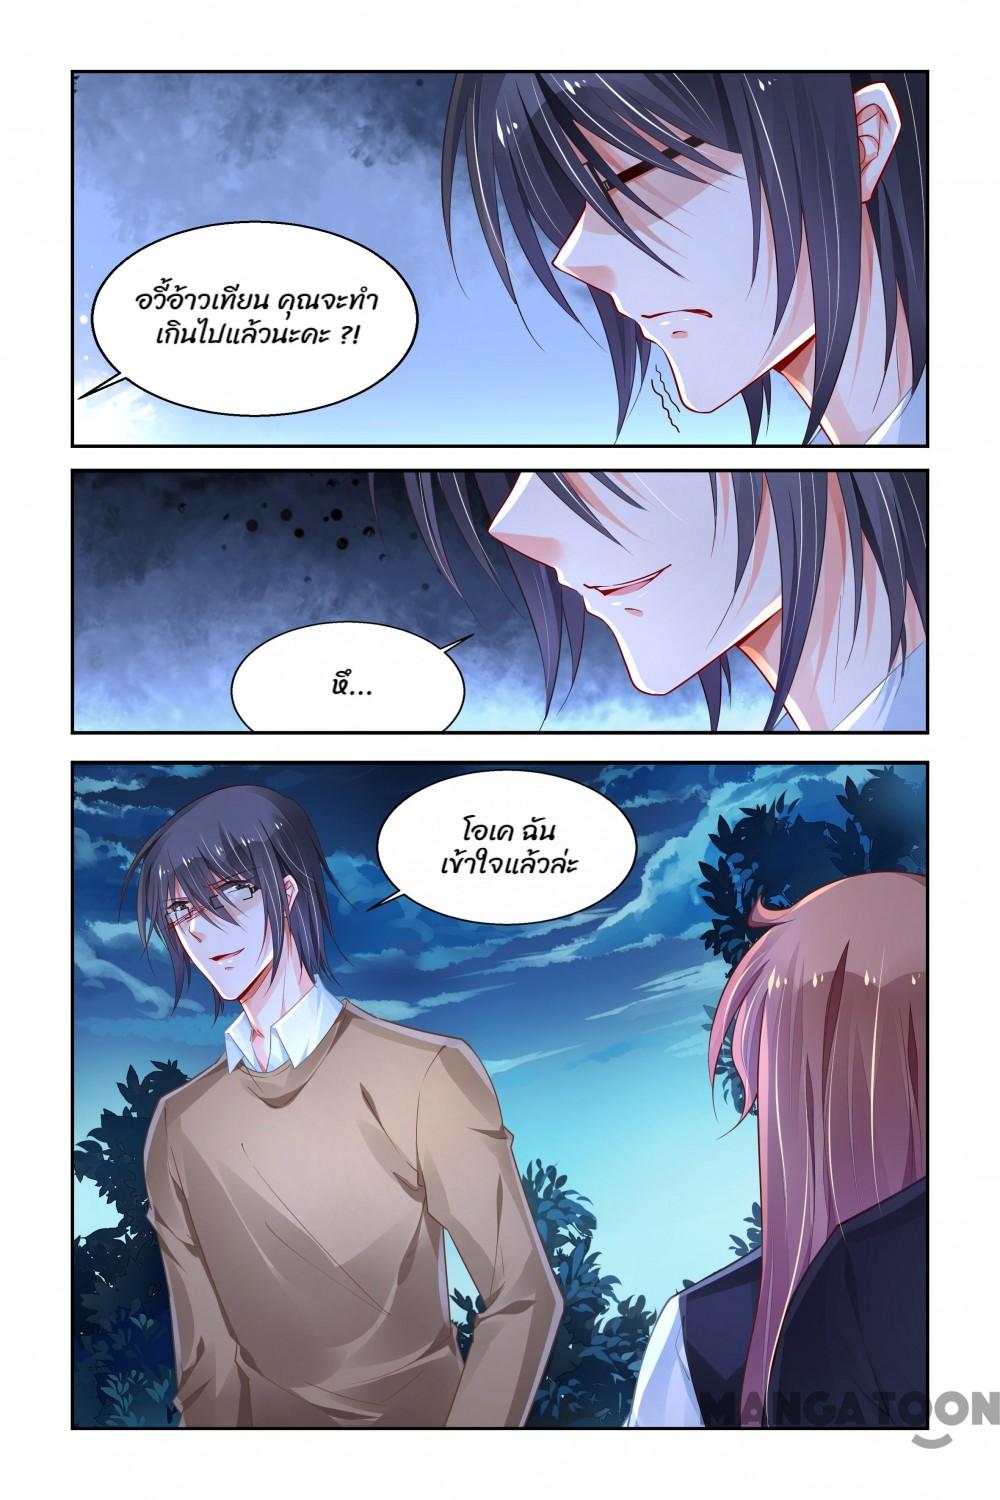 อวี้อ้าวเทียน คุณจะทำ
เกินไปแล้วนะคะ ?!
หึ...
โอเค ฉัน
เข้าใจแล้วล่ะ
MANGATOON